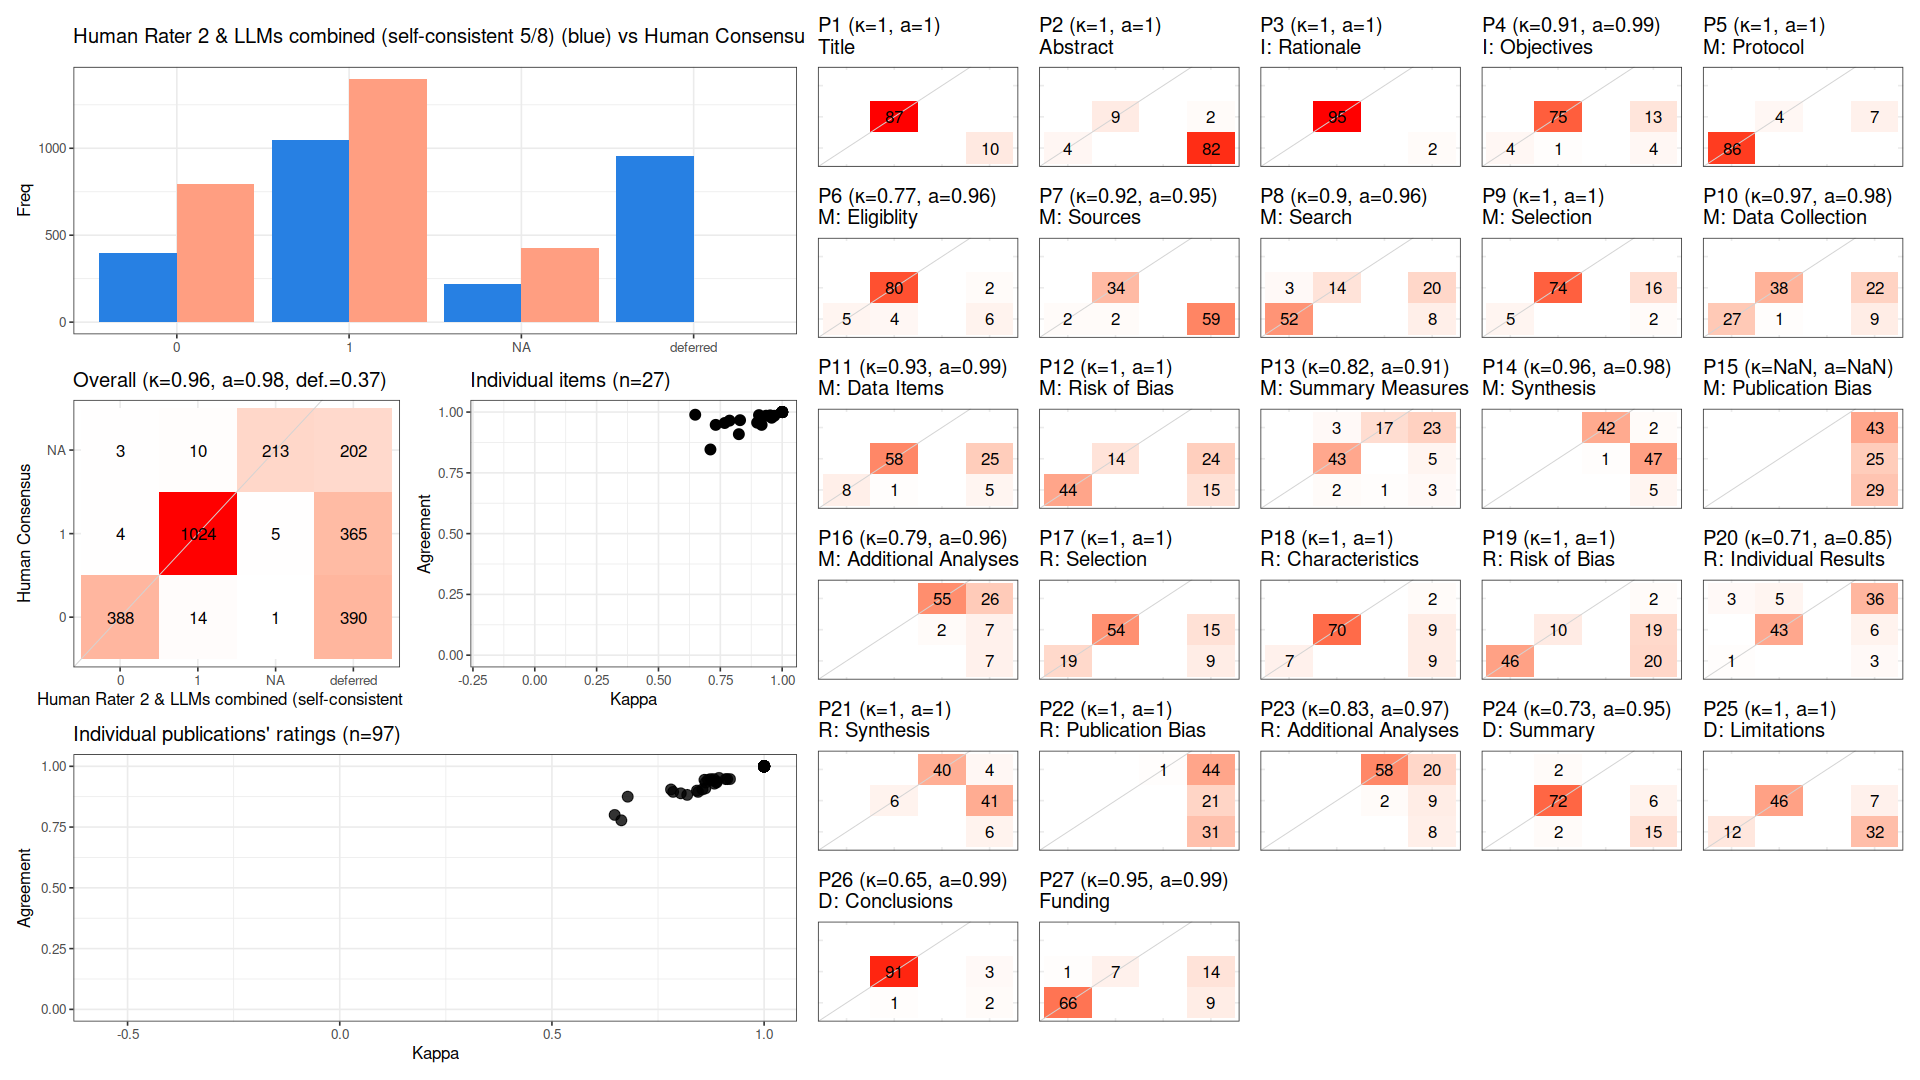 Human Rater 2 & LLMs combined (self-consistent 5/8) (blue) vs Human Consensu
Freq
1000
500
0
0 1 NA deferred
Overall (κ=0.96, a=0.98, def.=0.37)
Human Consensus
NA 3 10 213 202
1 4 1024 5 365
0 388 14 1 390
0 1 NA deferred
Human Rater 2 & LLMs combined (self-consistent
Individual items (n=27)
Agreement
1.00
0.75
0.50
0.25
0.00
-0.25 0.00 0.25 0.50 0.75 1.00
Kappa
Individual publications' ratings (n=97)
Agreement
1.00
0.75
0.50
0.25
0.00
-0.5 0.0 0.5 1.0
Kappa
P1 (κ=1, a=1)
Title
87
10
P2 (κ=1, a=1)
Abstract
9 2
4 82
P3 (κ=1, a=1)
I: Rationale
95
2
P4 (κ=0.91, a=0.99)
I: Objectives
75 13
4 1 4
P5 (κ=1, a=1)
M: Protocol
4 7
86
P6 (κ=0.77, a=0.96)
M: Eligiblity
80 2
5 4 6
P7 (κ=0.92, a=0.95)
M: Sources
34
2 2 59
P8 (κ=0.9, a=0.96)
M: Search
3 14 20
52 8
P9 (κ=1, a=1)
M: Selection
74 16
5 2
P10 (κ=0.97, a=0.98)
M: Data Collection
38 22
27 1 9
P11 (κ=0.93, a=0.99)
M: Data Items
58 25
8 1 5
P12 (κ=1, a=1)
M: Risk of Bias
14 24
44 15
P13 (κ=0.82, a=0.91)
M: Summary Measures
3 17 23
43 5
2 1 3
P14 (κ=0.96, a=0.98)
M: Synthesis
42 2
1 47
5
P15 (κ=NaN, a=NaN)
M: Publication Bias
43
25
29
P16 (κ=0.79, a=0.96)
M: Additional Analyses
55 26
2 7
7
P17 (κ=1, a=1)
R: Selection
54 15
19 9
P18 (κ=1, a=1)
R: Characteristics
2
70 9
7 9
P19 (κ=1, a=1)
R: Risk of Bias
2
10 19
46 20
P20 (κ=0.71, a=0.85)
R: Individual Results
3 5 36
43 6
1 3
P21 (κ=1, a=1)
R: Synthesis
40 4
6 41
6
P22 (κ=1, a=1)
R: Publication Bias
1 44
21
31
P23 (κ=0.83, a=0.97)
R: Additional Analyses
58 20
2 9
8
P24 (κ=0.73, a=0.95)
D: Summary
2
72 6
2 15
P25 (κ=1, a=1)
D: Limitations
46 7
12 32
P26 (κ=0.65, a=0.99)
D: Conclusions
91 3
1 2
P27 (κ=0.95, a=0.99)
Funding
1 7 14
66 9